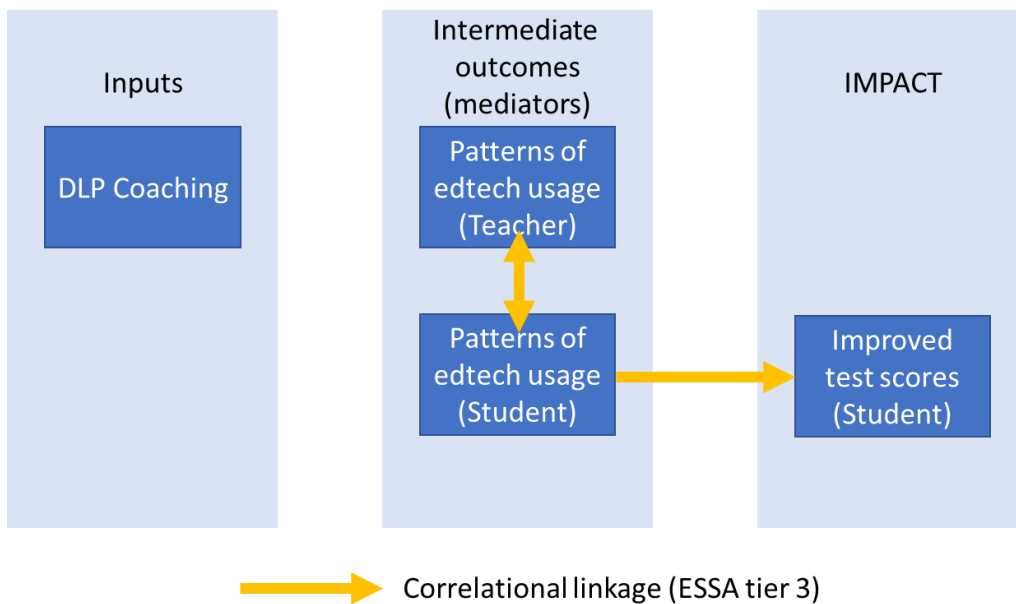 Inputs
DLP Coaching
Intermediate
outcomes
(mediators)
Patterns of
edtech usage
(Teacher)
Patterns of
edtech usage
(Student)
IMPACT
Improved
test scores
(Student)
Correlational linkage (ESSA tier 3)